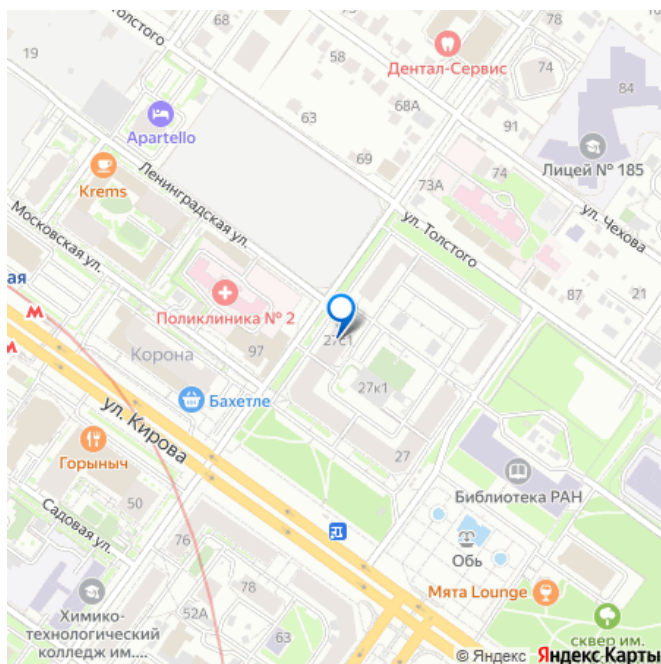 68
74
Толстого
67
19
58
Дентал-Сервис
74
84
68А
63
91
Apartello
69
Лицей № 185
Krems
74
73А
Ленинградская ул.
ул. Толстого
ул. Чехова
Московская ул.
ая
Поликлиника № 2
87
21
27с1
Корона
97
27к1
Бахетле
ул. Кирова
Горыныч
27
50
Библиотека РАН
Садовая ул.
76
Обь
78
Мята Lounge
Химико-
технологический
колледж им....
52А
78
63
сквер им.
© Яндекс Яндекс Карты